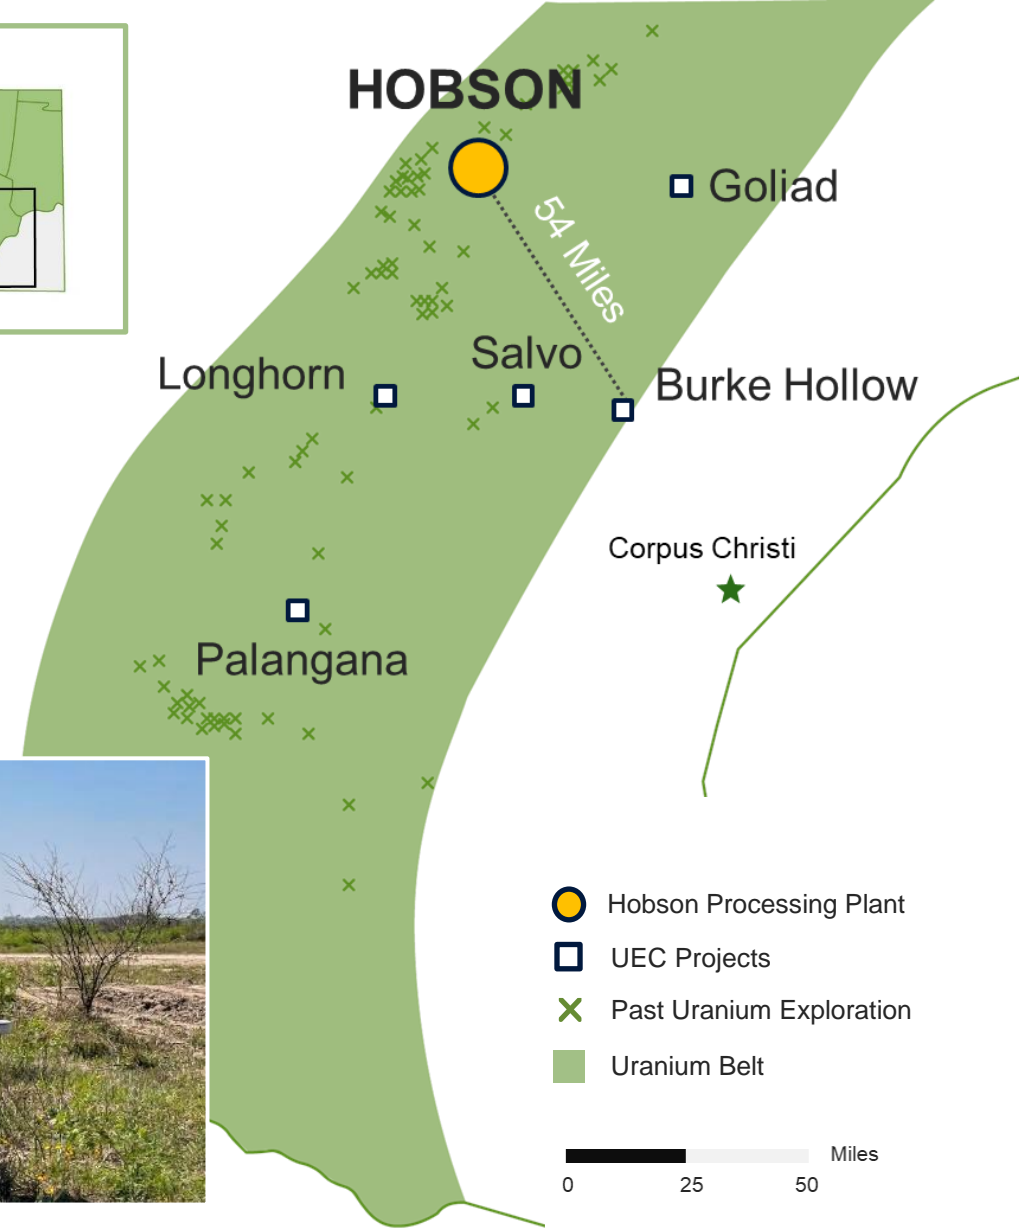 HOBSON
Goliad
54 Miles
Salvo
Longhorn
Burke Hollow
Corpus Christi
Palangana
Hobson Processing Plant
UEC Projects
Past Uranium Exploration
Uranium Belt
Miles
0 25 50